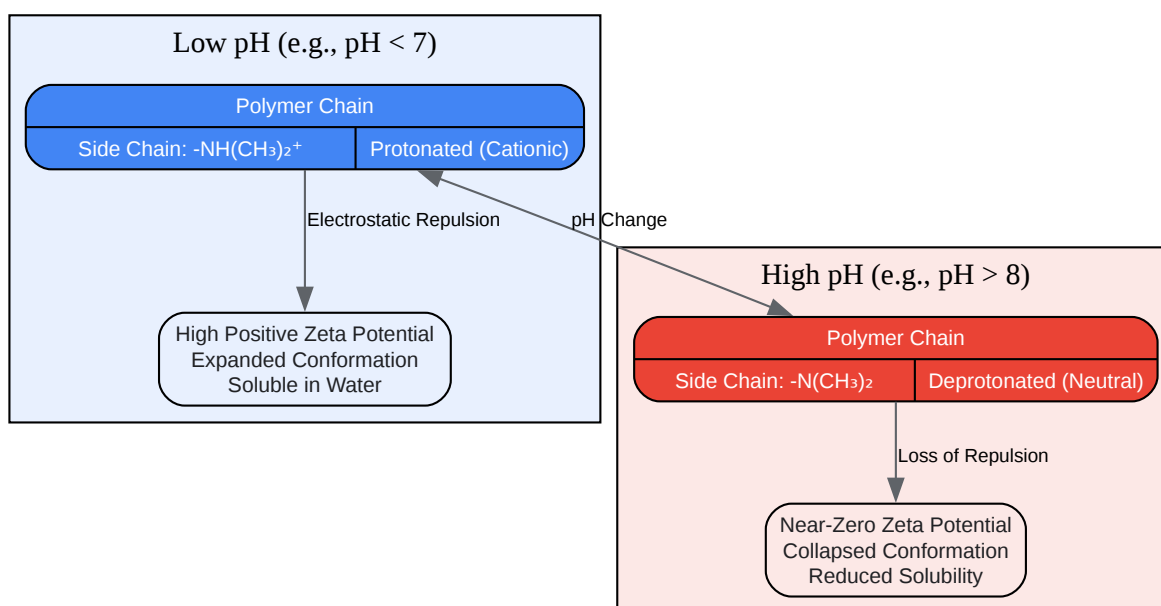 Low pH (e.g., pH < 7)
Polymer Chain
Side Chain: -NH(CH₃)₂⁺
Protonated (Cationic)
Electrostatic Repulsion
pH Change
High Positive Zeta Potential
Expanded Conformation
Soluble in Water
High pH (e.g., pH > 8)
Polymer Chain
Side Chain: -N(CH₃)₂
Deprotonated (Neutral)
Loss of Repulsion
Near-Zero Zeta Potential
Collapsed Conformation
Reduced Solubility